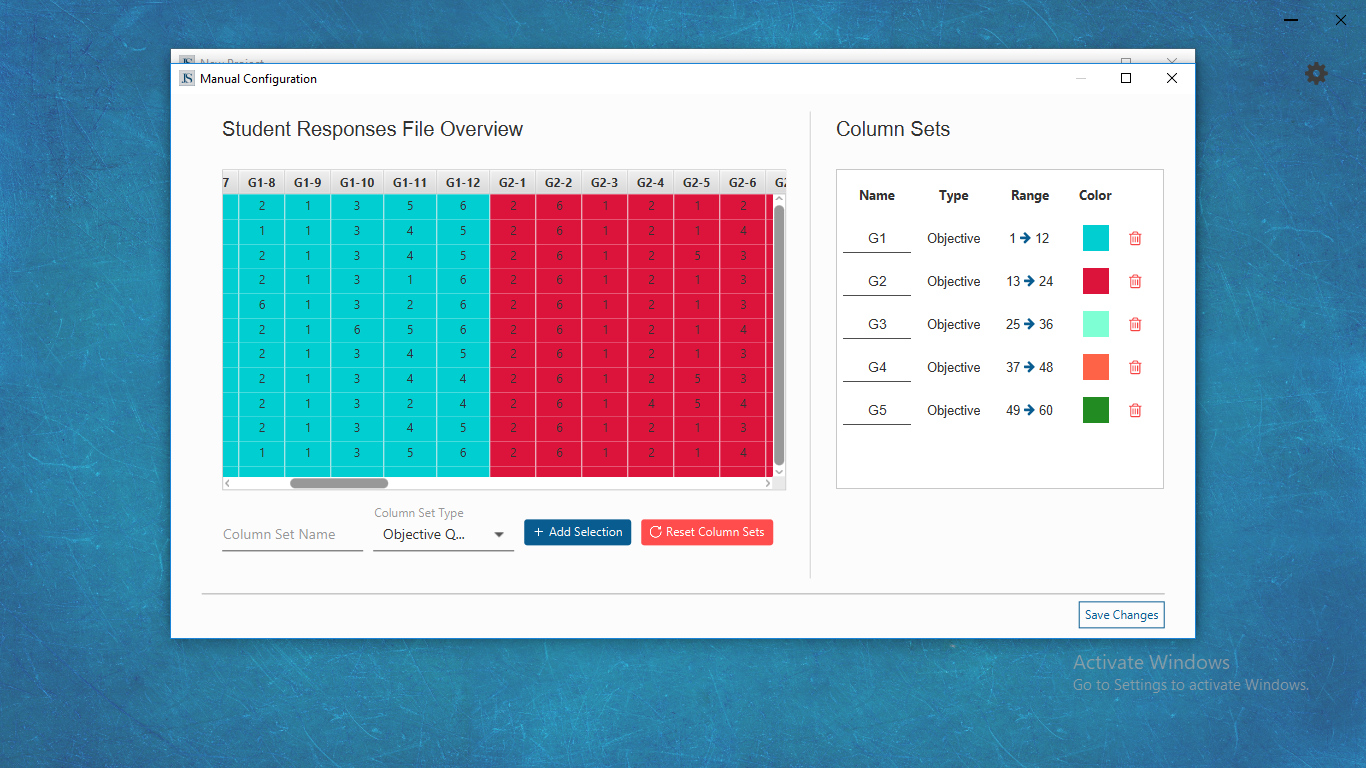 New Project
JS Manual Configuration
Student Responses File Overview
7 G1-8 G1-9 G1-10 G1-11 G1-12 G2-1 G2-2 G2-3 G2-4 G2-5 G2-6
2 1 3 5 6 2 6 1 2 1 2
1 1 3 4 5 2 6 1 2 1 4
2 1 3 4 5 2 6 1 2 5 3
2 1 3 1 6 2 6 1 2 1 3
6 1 3 2 6 2 6 1 2 1 3
2 1 6 5 6 2 6 1 2 1 4
2 1 3 4 5 2 6 1 2 1 3
2 1 3 4 4 2 6 1 2 5 3
2 1 3 2 4 2 6 1 4 5 4
2 1 3 4 5 2 6 1 2 1 3
1 1 3 5 6 2 6 1 2 1 4
Column Set Name
Column Set Type
Objective Q...
+ Add Selection
Reset Column Sets
Column Sets
Name Type Range Color
G1 Objective 1 → 12
G2 Objective 13 → 24
G3 Objective 25 → 36
G4 Objective 37 → 48
G5 Objective 49 → 60
Save Changes
Activate Windows
Go to Settings to activate Windows.